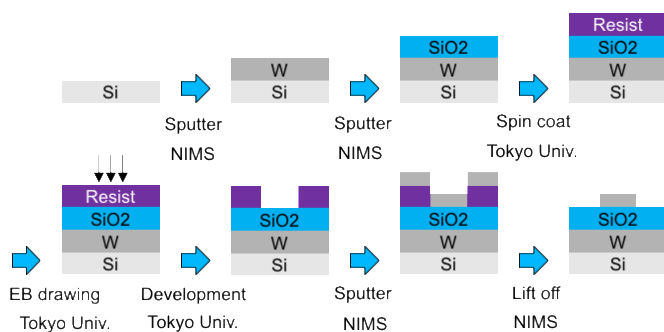 Si
Sputter
NIMS
W
Si
Sputter
NIMS
SiO2
W
Si
Spin coat
Tokyo Univ.
Resist
SiO2
W
Si
EB drawing
Tokyo Univ.
Resist
SiO2
W
Si
Development
Tokyo Univ.
SiO2
W
Si
Sputter
NIMS
SiO2
W
Si
Lift off
NIMS
SiO2
W
Si